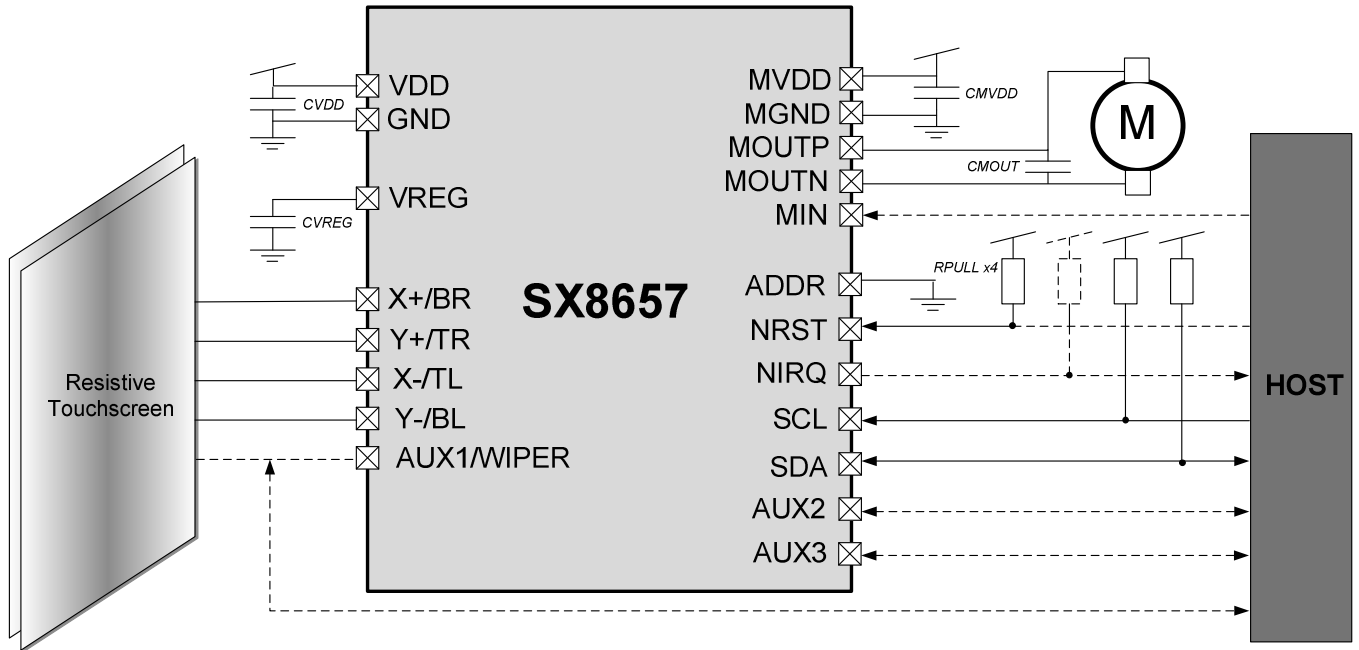 VDD
CVDD
GND
VREG
CVREG
X+/BR
Y+/TR
X-/TL
Y-/BL
AUX1/WIPER
Resistive
Touchscreen
SX8657
MVDD
CMVDD
MGND
MOUTP
CMOUT
MOUTN
M
MIN
RPULL x4
ADDR
NRST
NIRQ
SCL
SDA
AUX2
AUX3
HOST